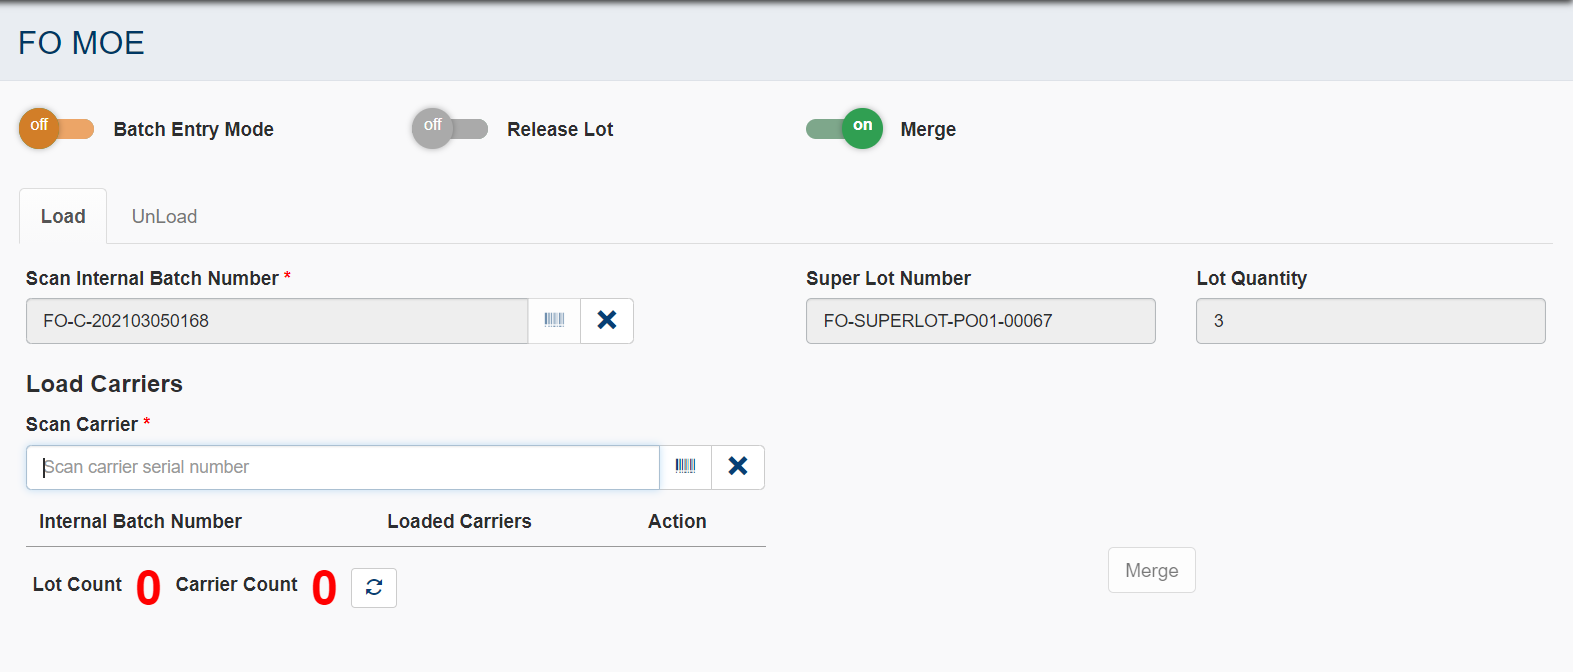 FO MOE
off Batch Entry Mode off Release Lot on Merge
Load UnLoad
Scan Internal Batch Number * Super Lot Number Lot Quantity
FO-C-202103050168 FO-SUPERLOT-PO01-00067 3
Load Carriers
Scan Carrier *
Scan carrier serial number
Internal Batch Number Loaded Carriers Action
Lot Count 0 Carrier Count 0 Merge